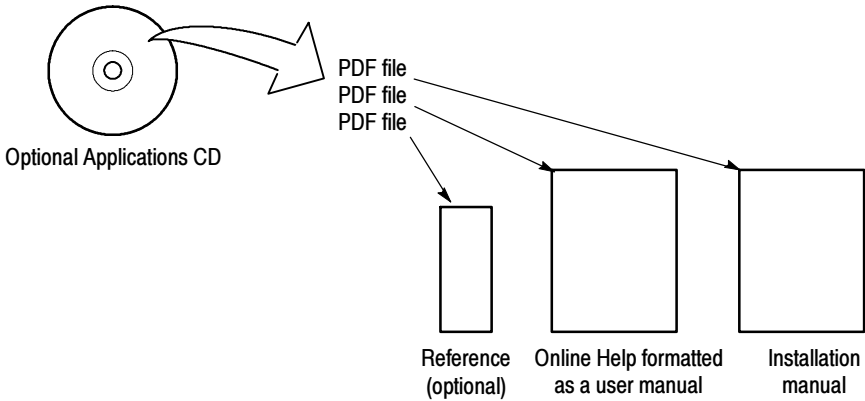 PDF file
PDF file
PDF file
Optional Applications CD
Reference
(optional)
Online Help formatted
as a user manual
Installation
manual